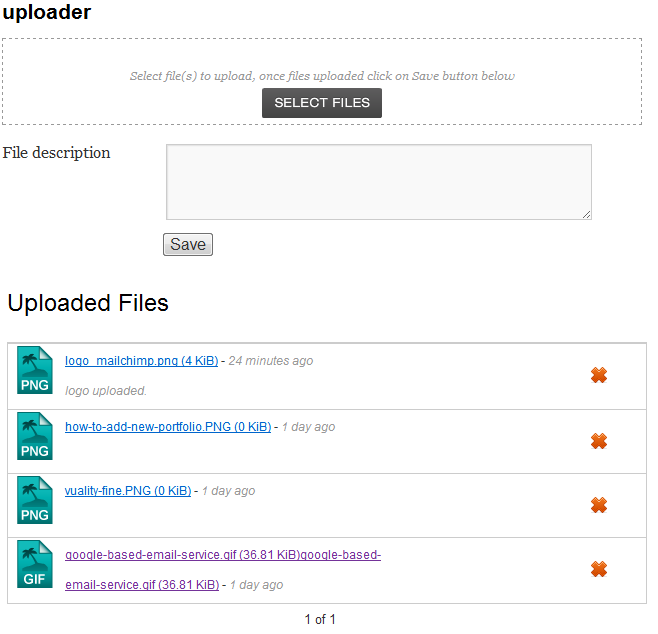 uploader
Select file(s) to upload, once files uploaded click on Save button below
SELECT FILES
File description
Save
Uploaded Files
PNG logo_mailchimp.png (4 KiB) - 24 minutes ago
logo uploaded.
PNG how-to-add-new-portfolio.PNG (0 KiB) - 1 day ago
PNG vuality-fine.PNG (0 KiB) - 1 day ago
GIF google-based-email-service.gif (36.81 KiB)google-based-
email-service.gif (36.81 KiB) - 1 day ago
1 of 1